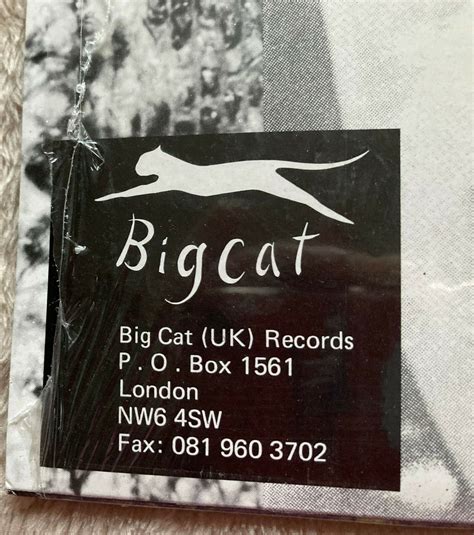 Bigcat
Big Cat (UK) Records
P.O. Box 1561
London
NW6 4SW
Fax: 081 960 3702